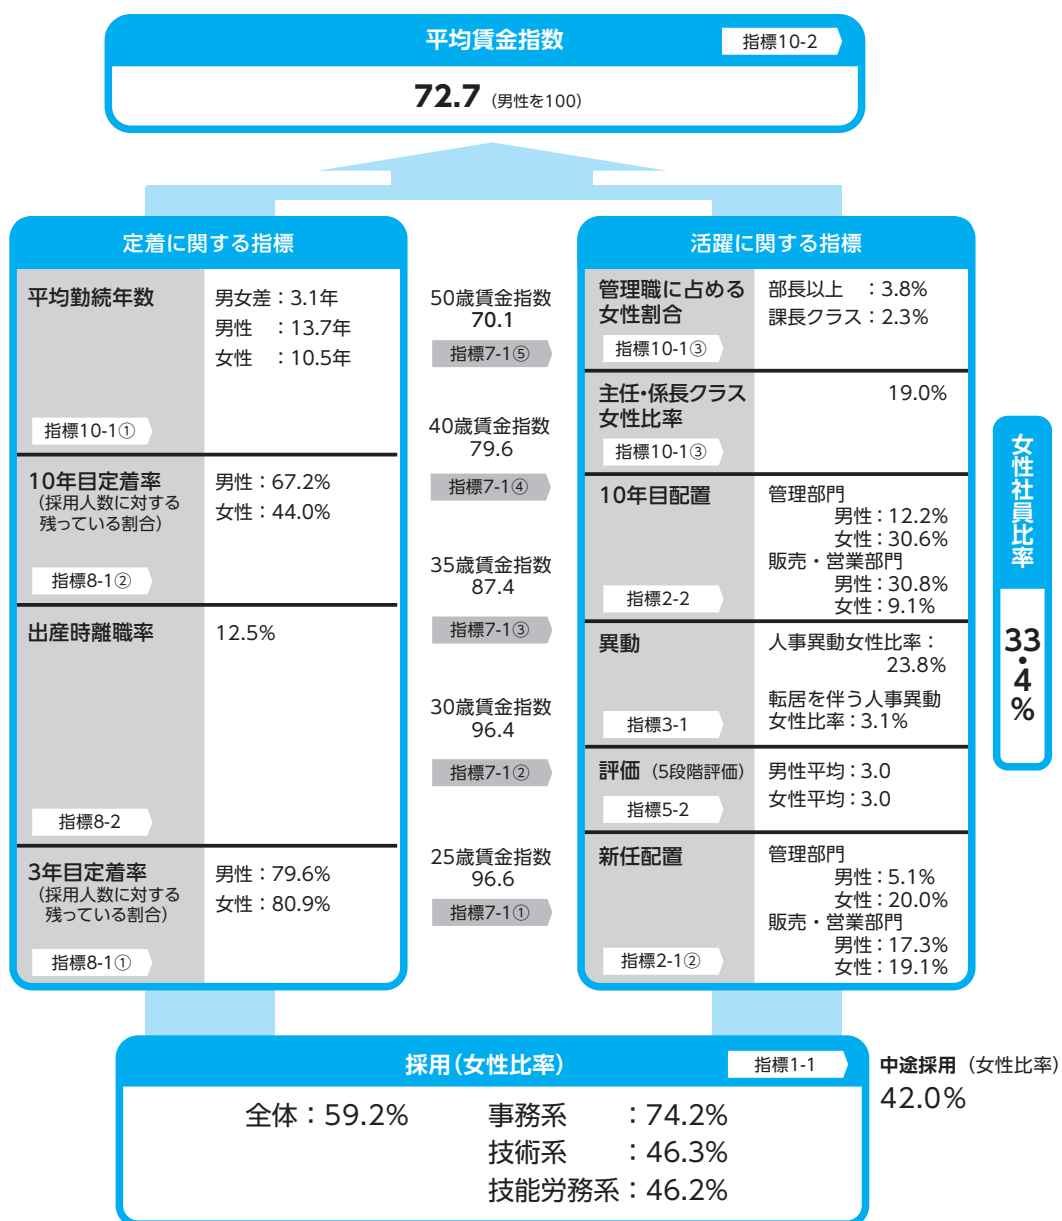 平均賃金指数
指標10-2
72.7 (男性を100)
定着に関する指標
平均勤続年数
男女差：3.1年
男性　：13.7年
女性　：10.5年
指標10-1①
10年目定着率
（採用人数に対する
残っている割合）
男性：67.2%
女性：44.0%
指標8-1②
出産時離職率
12.5%
指標8-2
3年目定着率
（採用人数に対する
残っている割合）
男性：79.6%
女性：80.9%
指標8-1①
50歳賃金指数
70.1
指標7-1⑤
40歳賃金指数
79.6
指標7-1④
35歳賃金指数
87.4
指標7-1③
30歳賃金指数
96.4
指標7-1②
25歳賃金指数
96.6
指標7-1①
活躍に関する指標
管理職に占める
女性割合
部長以上　：3.8%
課長クラス：2.3%
指標10-1③
主任・係長クラス
女性比率
19.0%
指標10-1③
10年目配置
管理部門
男性：12.2%
女性：30.6%
販売・営業部門
男性：30.8%
女性：9.1%
指標2-2
異動
人事異動女性比率：
23.8%
転居を伴う人事異動
女性比率：3.1%
指標3-1
評価（5段階評価）
男性平均：3.0
女性平均：3.0
指標5-2
新任配置
管理部門
男性：5.1%
女性：20.0%
販売・営業部門
男性：17.3%
女性：19.1%
指標2-1②
女性社員比率
33・4%
採用（女性比率）
指標1-1
全体：59.2%
事務系　　：74.2%
技術系　　：46.3%
技能労務系：46.2%
中途採用（女性比率）
42.0%